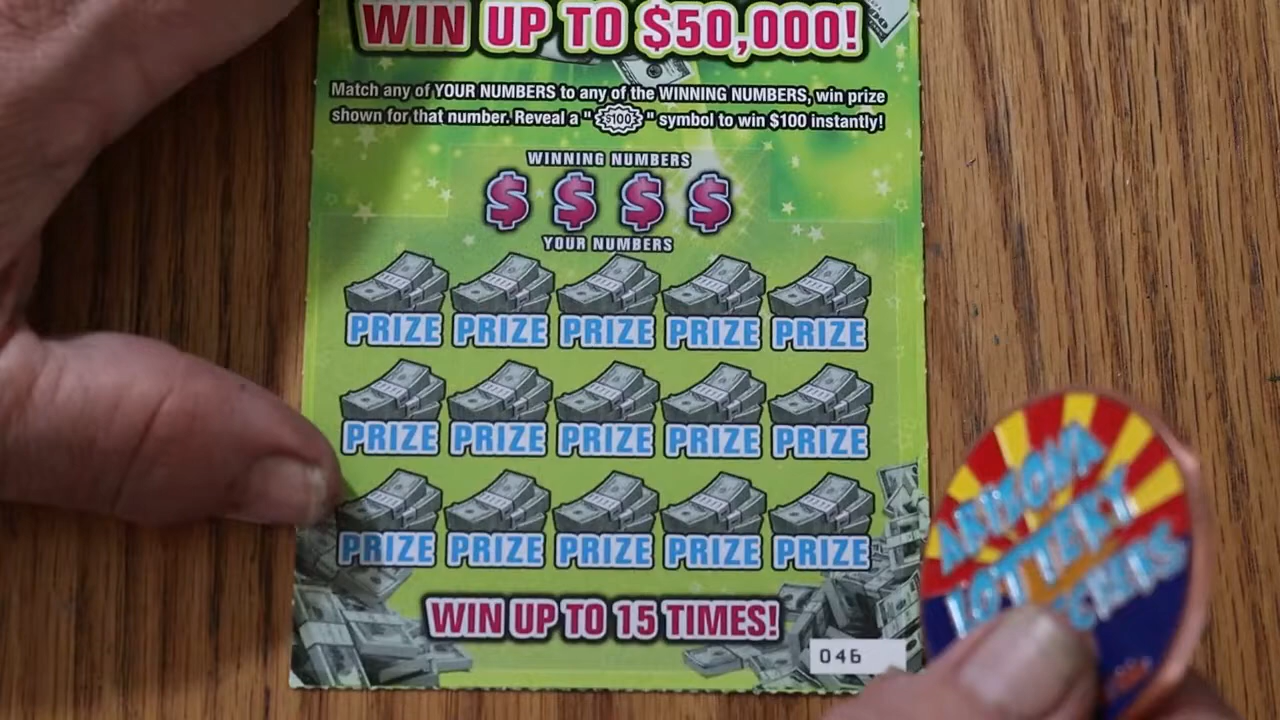 WIN UP TO $50,000!
Match any of YOUR NUMBERS to any of the WINNING NUMBERS, win prize
shown for that number. Reveal a "$100" symbol to win $100 instantly!
WINNING NUMBERS
$ $ $ $
YOUR NUMBERS
PRIZE PRIZE PRIZE PRIZE PRIZE
PRIZE PRIZE PRIZE PRIZE PRIZE
PRIZE PRIZE PRIZE PRIZE PRIZE
WIN UP TO 15 TIMES!
046
ARIZONA
LOTTERY